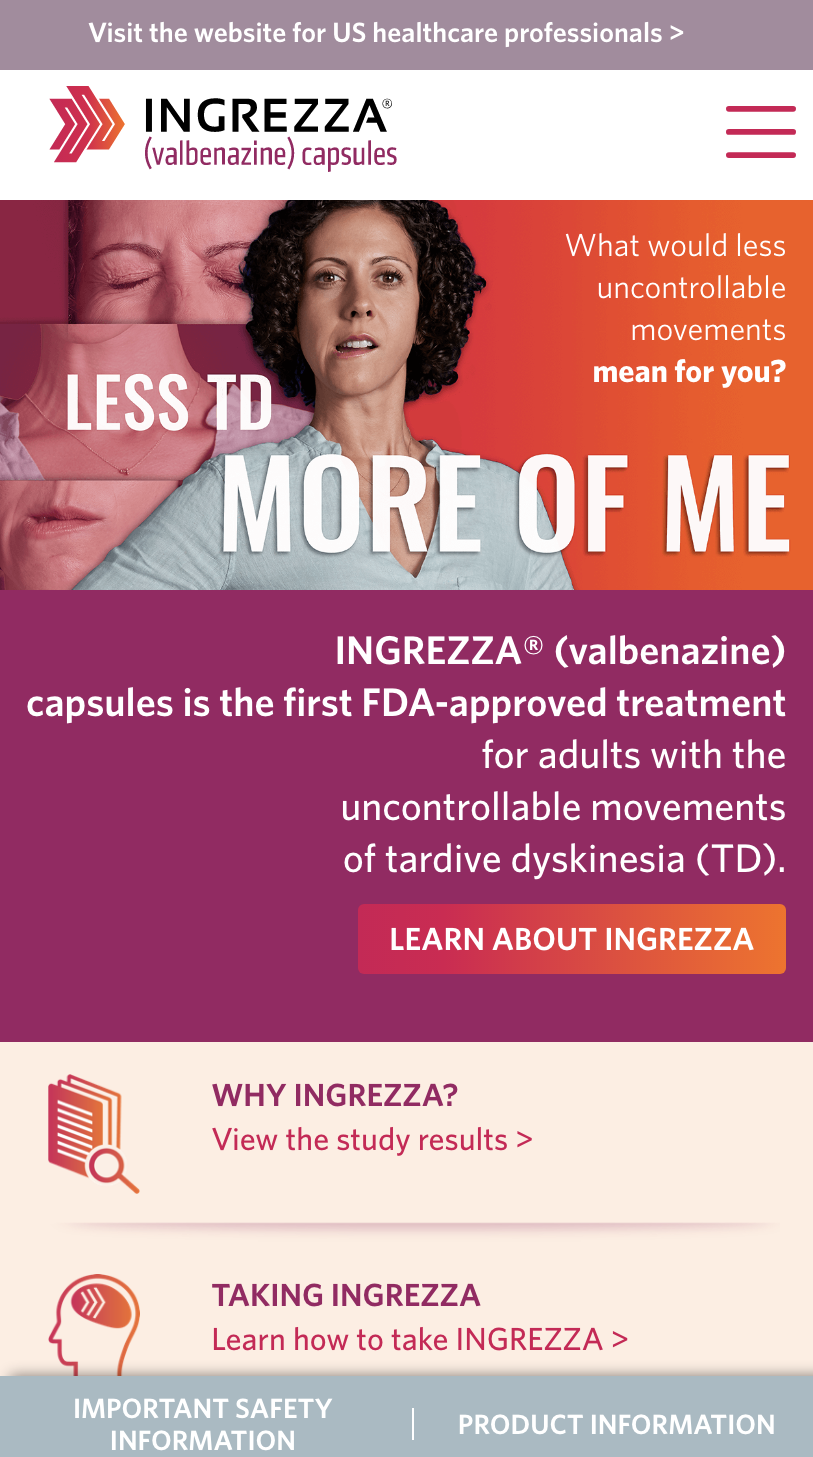 Visit the website for US healthcare professionals >
INGREZZA®
(valbenazine) capsules
What would less
uncontrollable
movements
mean for you?
LESS TD
MORE OF ME
INGREZZA® (valbenazine)
capsules is the first FDA-approved treatment
for adults with the
uncontrollable movements
of tardive dyskinesia (TD).
LEARN ABOUT INGREZZA
WHY INGREZZA?
View the study results >
TAKING INGREZZA
Learn how to take INGREZZA >
IMPORTANT SAFETY
INFORMATION
PRODUCT INFORMATION